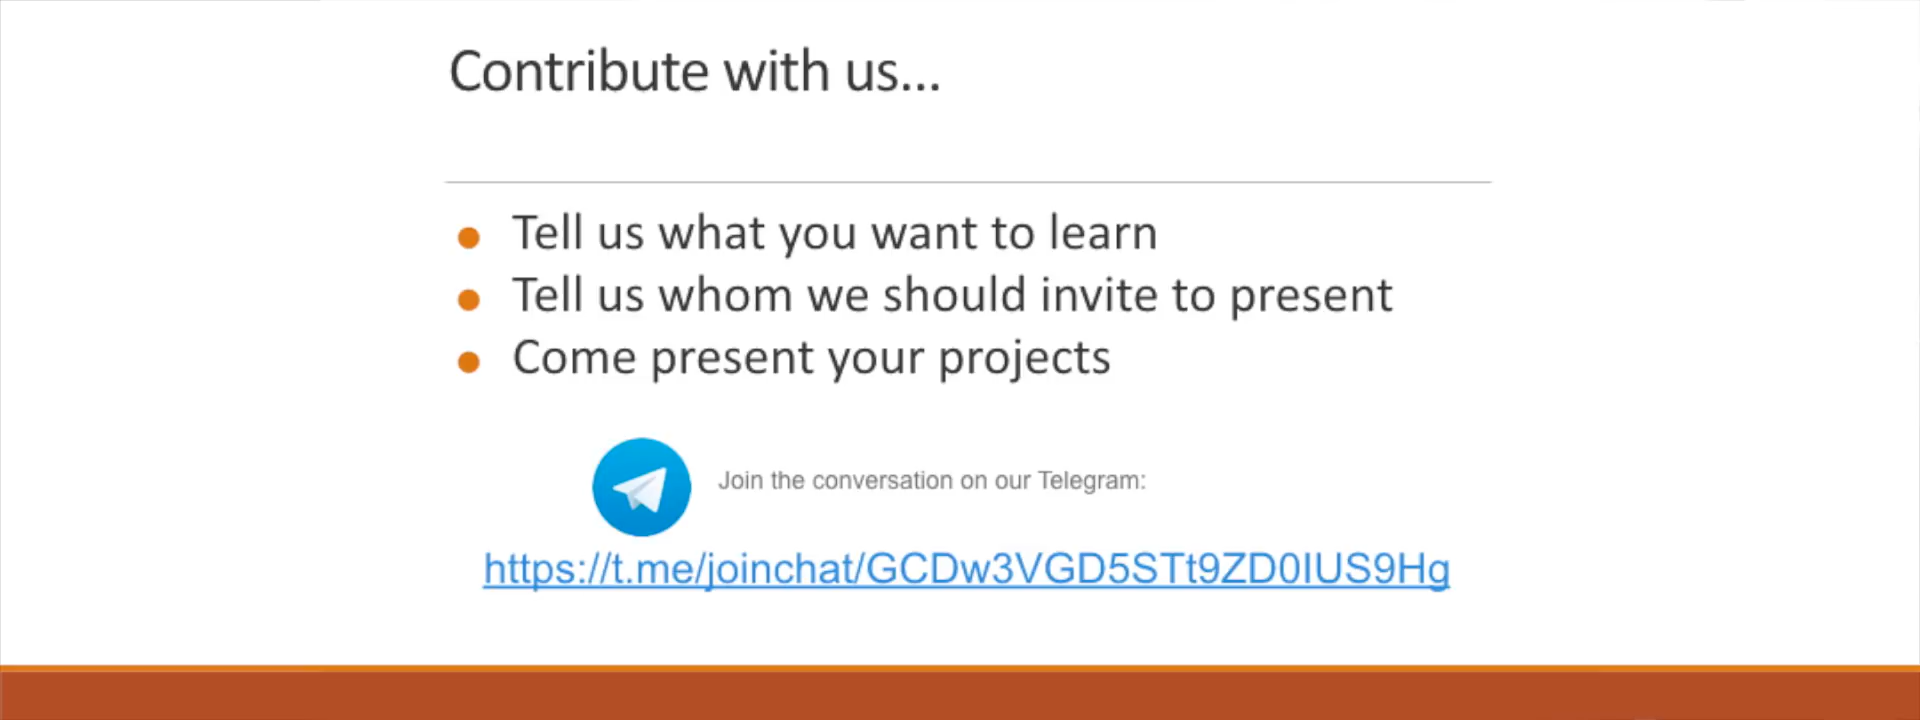 Contribute with us...
Tell us what you want to learn
Tell us whom we should invite to present
Come present your projects
Join the conversation on our Telegram:
https://t.me/joinchat/GCDw3VGD5STt9ZD0IUS9Hg